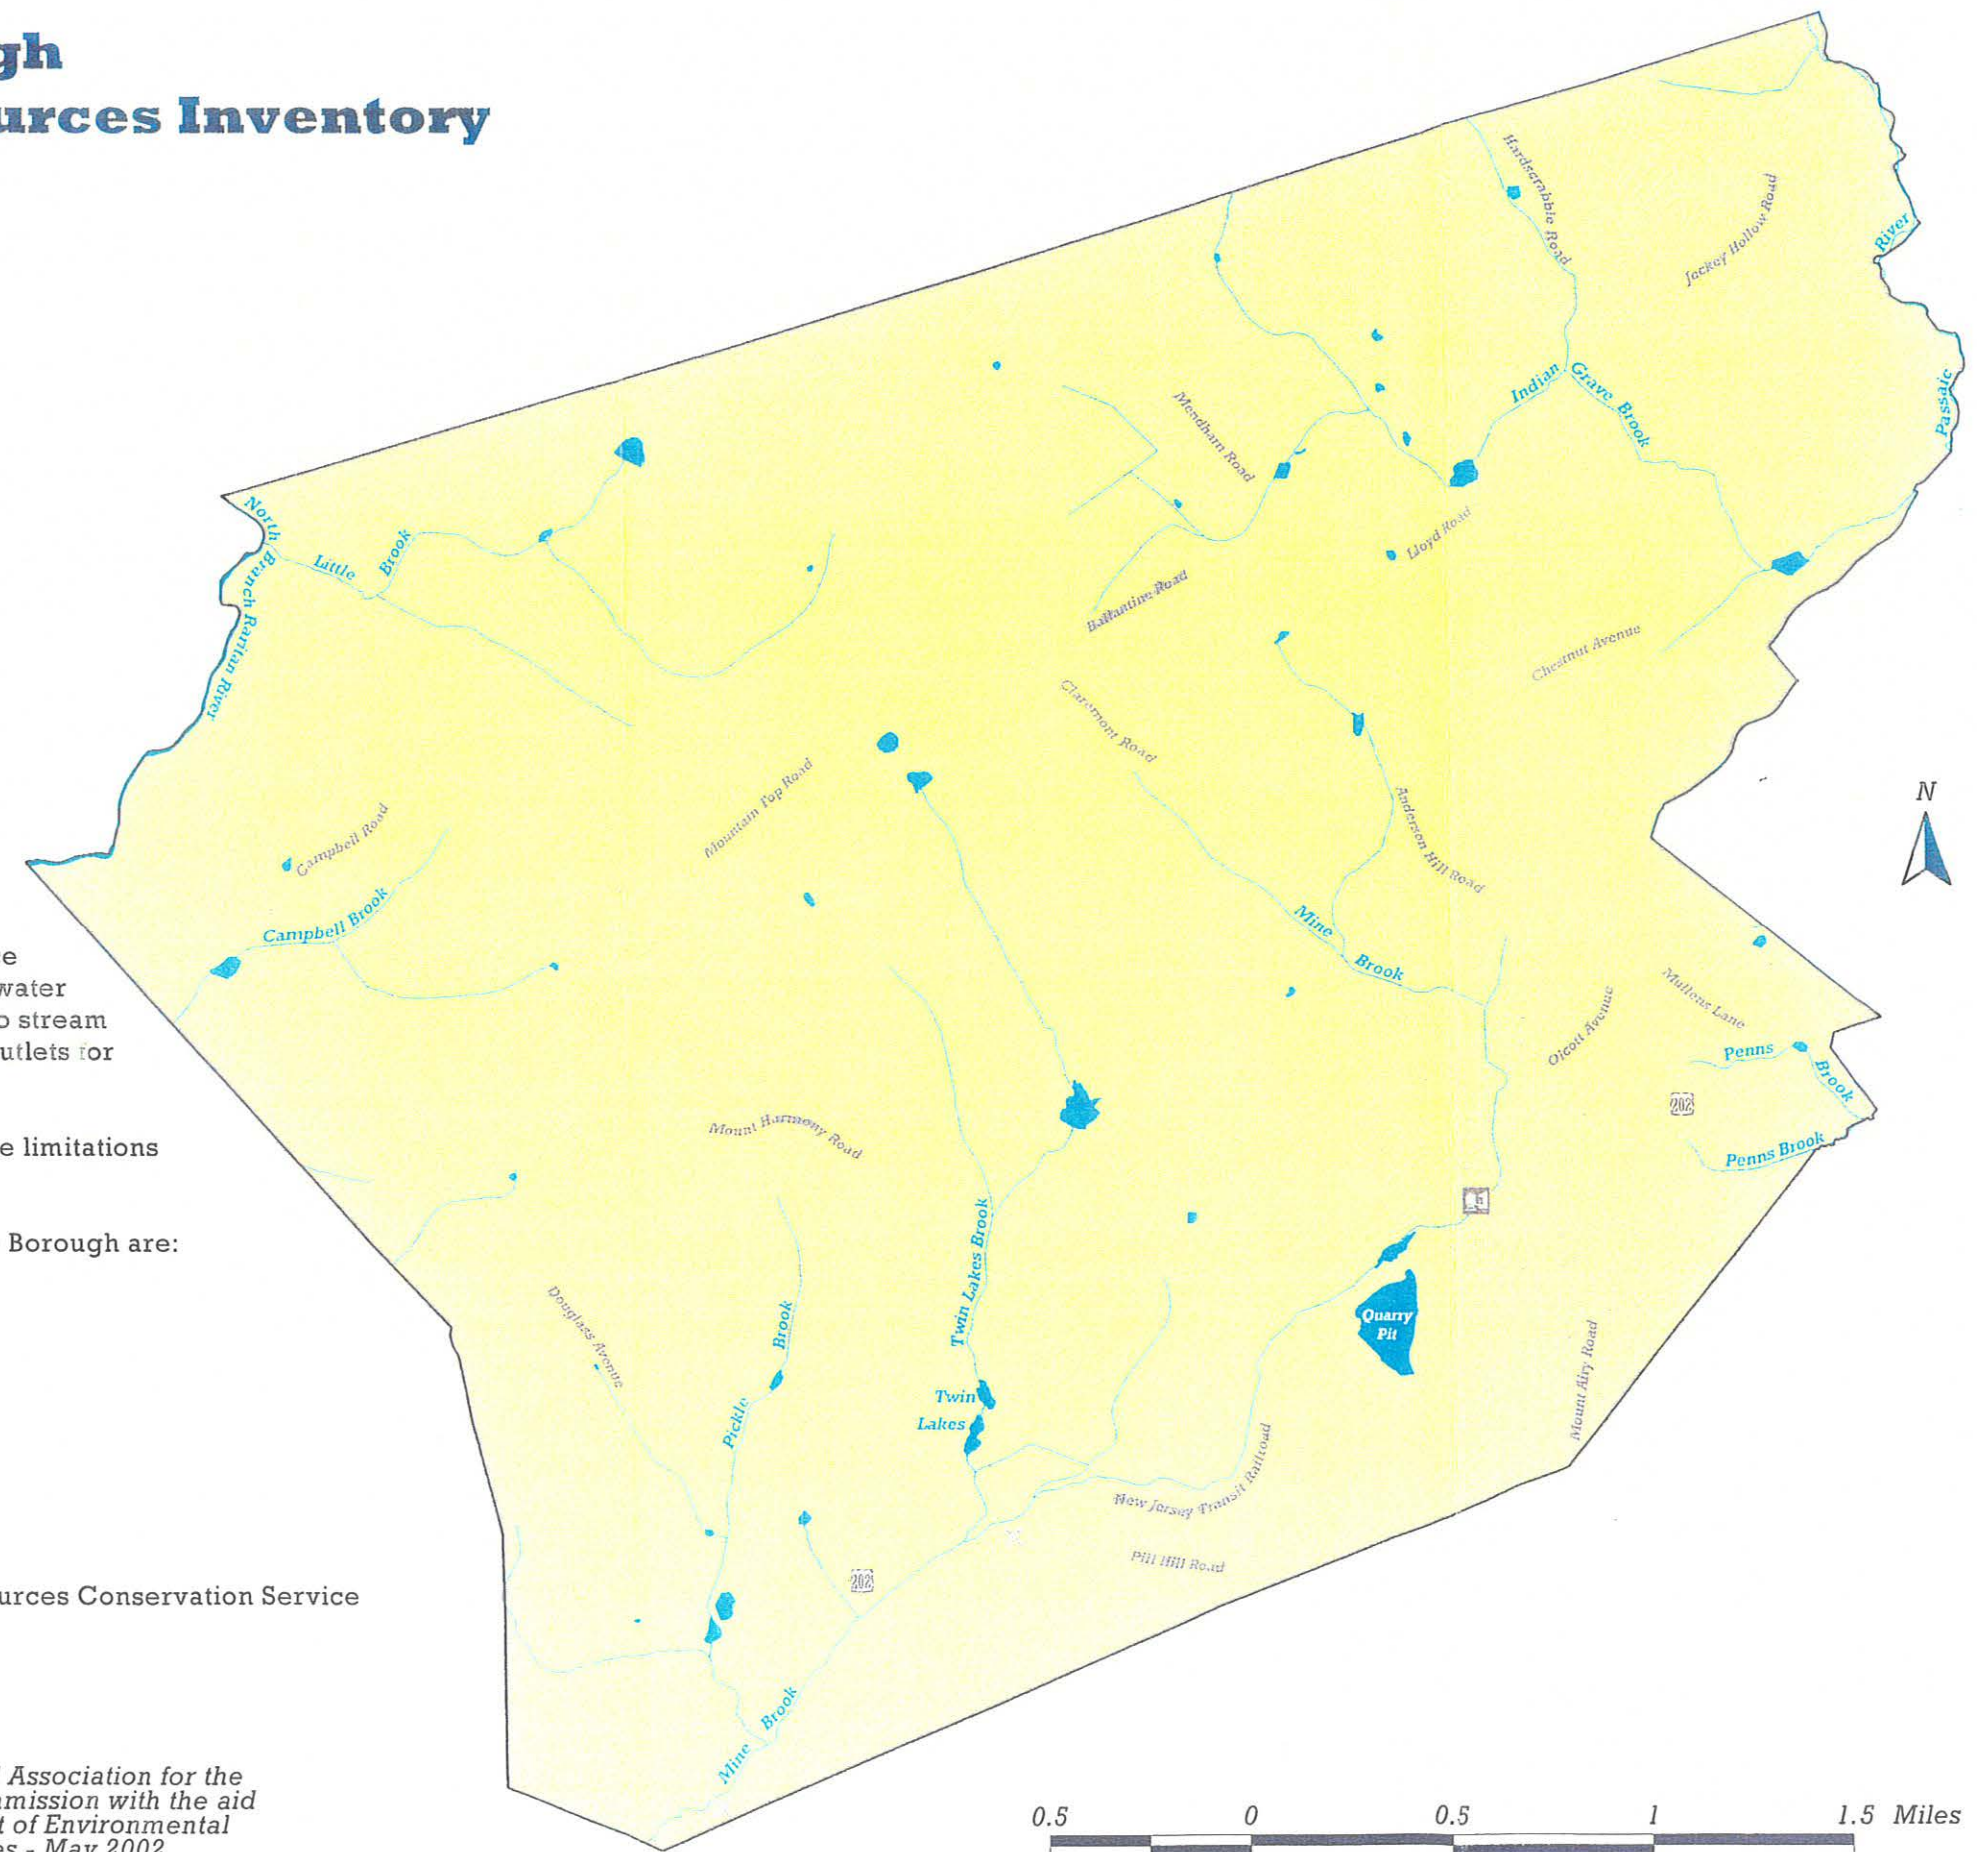 gh
urces Inventory
Hardscrabble Road
Jockey Hollow Road
River
Passaic
Indian
Grave Brook
Mendham Road
Lloyd Road
Ballantine Road
Chestnut Avenue
North
Branch Raritan River
Little
Brook
Claremont Road
Mountain Top Road
Anderson Hill Road
N
Campbell Road
Campbell Brook
Mine
Brook
e
water
o stream
utlets for
e limitations
Borough are:
Olcott Avenue
Mullens Lane
Penns
Brook
202
Penns Brook
Mount Harmony Road
Twin Lakes Brook
Quarry
Pit
Mount Airy Road
Douglass Avenue
Brook
Pickle
Twin
Lakes
New Jersey Transit Railroad
Pill Hill Road
202
urces Conservation Service
Brook
Mine
Association for the
mission with the aid
t of Environmental
es - May 2002
0.5 0 0.5 1 1.5 Miles